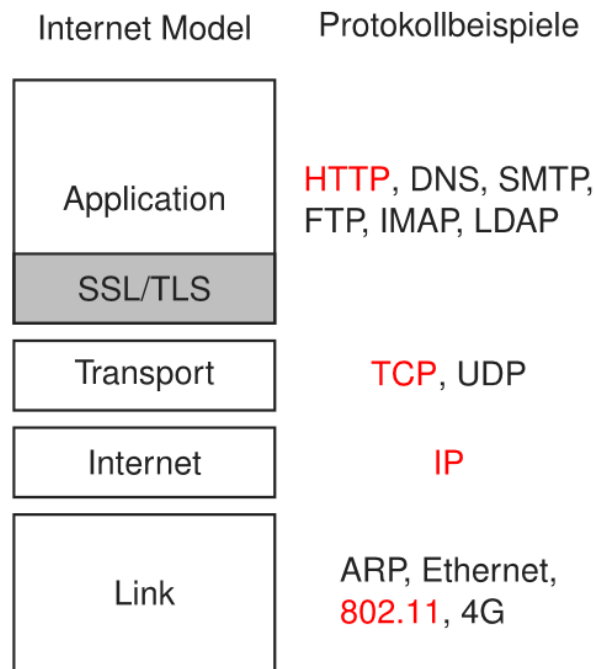 Internet Model Protokollbeispiele
Application
HTTP, DNS, SMTP,
FTP, IMAP, LDAP
SSL/TLS
Transport TCP, UDP
Internet IP
Link
ARP, Ethernet,
802.11, 4G